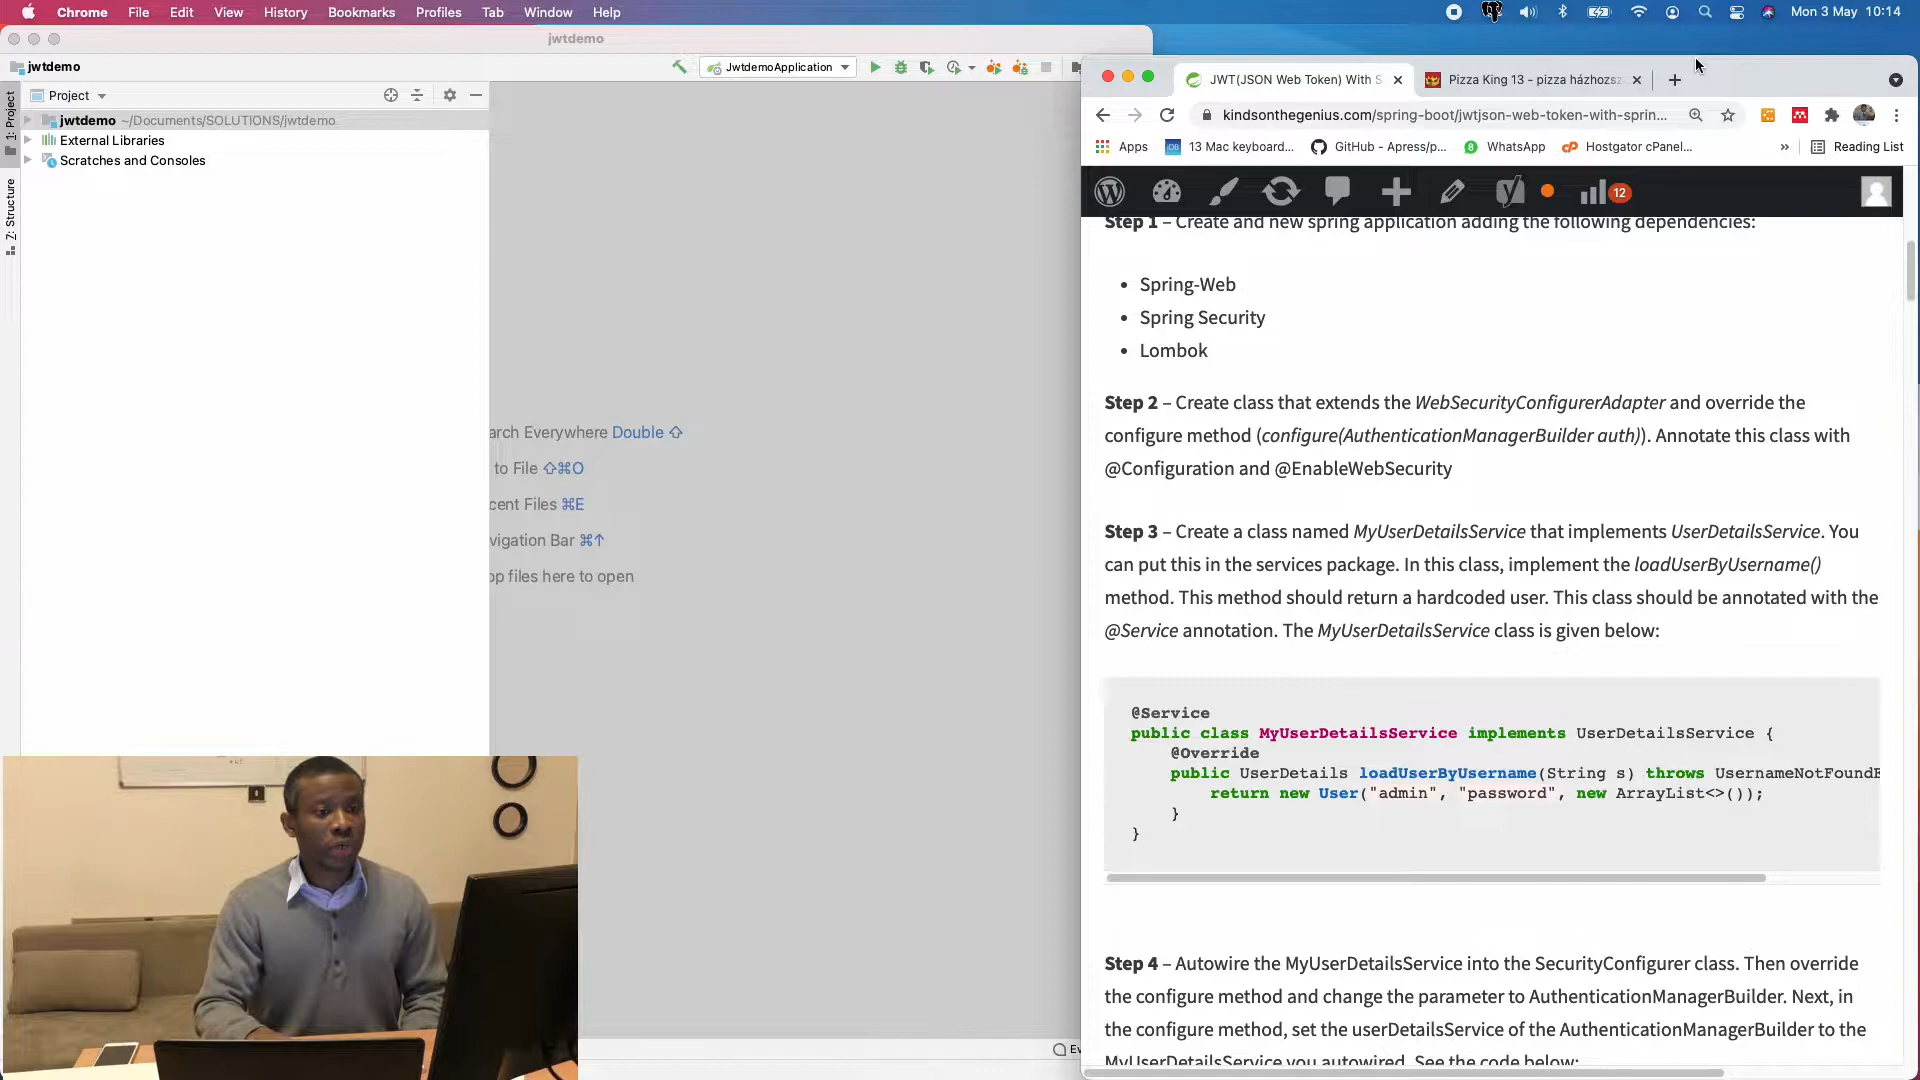 Chrome File Edit View History Bookmarks Profiles Tab Window Help Mon 3 May 10:14
jwtdemo
jwtdemo JwtdemoApplication
Project
jwtdemo ~/Documents/SOLUTIONS/jwtdemo
External Libraries
Scratches and Consoles
1: Project
Z: Structure
arch Everywhere Double ⇧
to File ⇧⌘O
cent Files ⌘E
vigation Bar ⌘↑
op files here to open
JWT(JSON Web Token) With S Pizza King 13 - pizza házhozsz
kindsonthegenius.com/spring-boot/jwtjson-web-token-with-sprin...
Apps 13 Mac keyboard... GitHub - Apress/p... WhatsApp Hostgator cPanel... » Reading List
12
Step 1 – Create and new spring application adding the following dependencies:
• Spring-Web
• Spring Security
• Lombok
Step 2 – Create class that extends the WebSecurityConfigurerAdapter and override the
configure method (configure(AuthenticationManagerBuilder auth)). Annotate this class with
@Configuration and @EnableWebSecurity
Step 3 – Create a class named MyUserDetailsService that implements UserDetailsService. You
can put this in the services package. In this class, implement the loadUserByUsername()
method. This method should return a hardcoded user. This class should be annotated with the
@Service annotation. The MyUserDetailsService class is given below:
@Service
public class MyUserDetailsService implements UserDetailsService {
@Override
public UserDetails loadUserByUsername(String s) throws UsernameNotFoundE
return new User("admin", "password", new ArrayList<>());
}
}
Step 4 – Autowire the MyUserDetailsService into the SecurityConfigurer class. Then override
the configure method and change the parameter to AuthenticationManagerBuilder. Next, in
the configure method, set the userDetailsService of the AuthenticationManagerBuilder to the
MyUserDetailsService you autowired. See the code below:
Ev